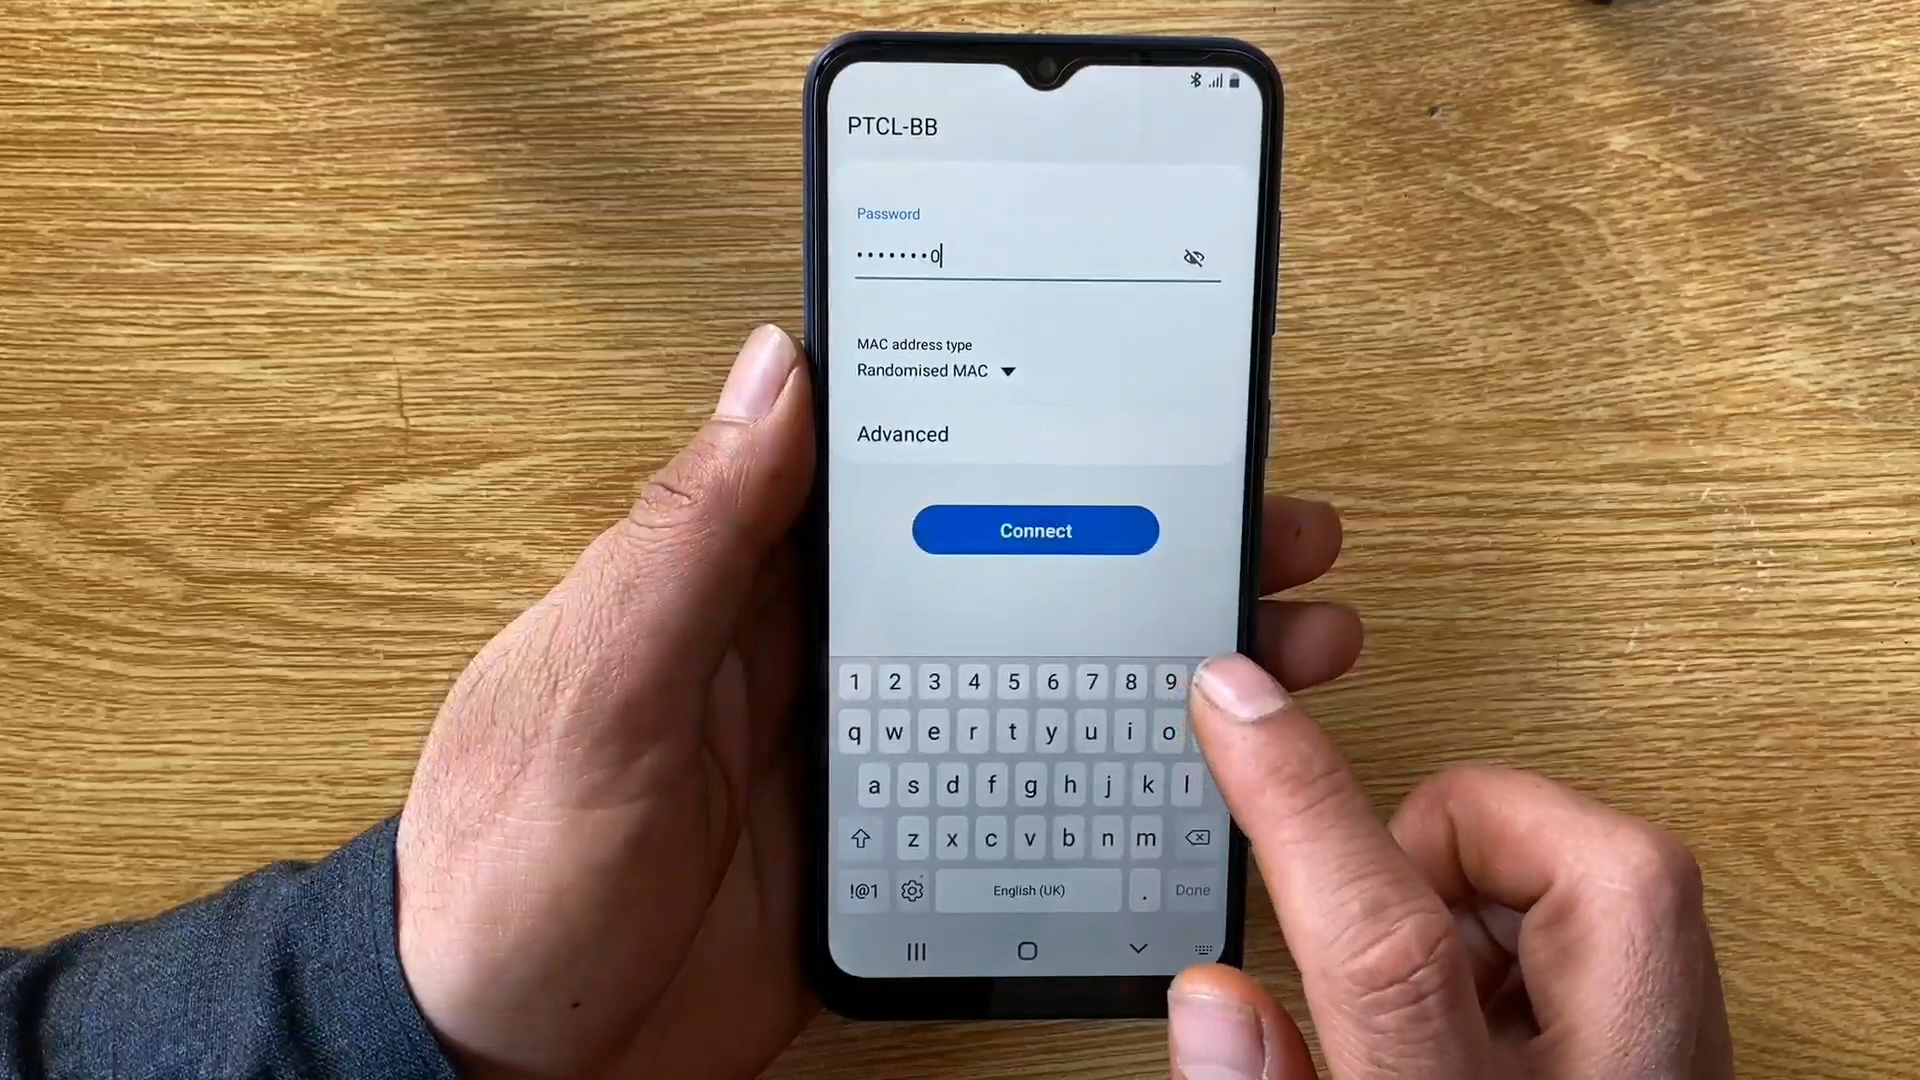 PTCL-BB
Password
•••••••0
MAC address type
Randomised MAC
Advanced
Connect
1 2 3 4 5 6 7 8 9
q w e r t y u i o
a s d f g h j k l
z x c v b n m
!@1 English (UK) . Done